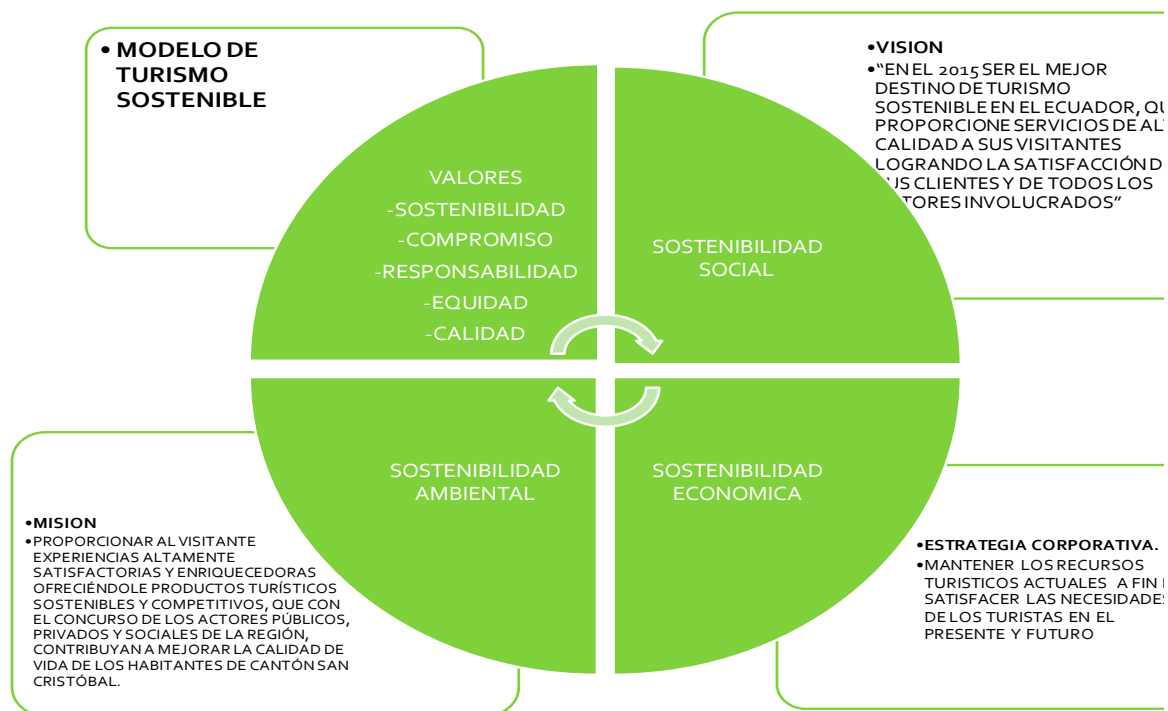 • MODELO DE
TURISMO
SOSTENIBLE
•VISION
•“EN EL 2015 SER EL MEJOR
DESTINO DE TURISMO
SOSTENIBLE EN EL ECUADOR,
PROPORCIONE SERVICIOS DE
CALIDAD A SUS VISITANTES
LOGRANDO LA SATISFACCIÓN
CLIENTES Y DE TODOS LOS
INVOLUCRADOS”
VALORES
-SOSTENIBILIDAD
-COMPROMISO
-RESPONSABILIDAD
-EQUIDAD
-CALIDAD
SOSTENIBILIDAD
SOCIAL
SOSTENIBILIDAD
AMBIENTAL
SOSTENIBILIDAD
ECONOMICA
•MISION
•PROPORCIONAR AL VISITANTE
EXPERIENCIAS ALTAMENTE
SATISFACTORIAS Y ENRIQUECEDORAS
OFRECIÉNDOLE PRODUCTOS TURÍSTICOS
SOSTENIBLES Y COMPETITIVOS, QUE CON
EL CONCURSO DE LOS ACTORES PÚBLICOS,
PRIVADOS Y SOCIALES DE LA REGIÓN,
CONTRIBUYAN A MEJORAR LA CALIDAD DE
VIDA DE LOS HABITANTES DE CANTÓN SAN
CRISTÓBAL.
•ESTRATEGIA CORPORATIVA.
•MANTENER LOS RECURSOS
TURISTICOS ACTUALES A FIN
SATISFACER LAS NECESIDADES
DE LOS TURISTAS EN EL
PRESENTE Y FUTURO